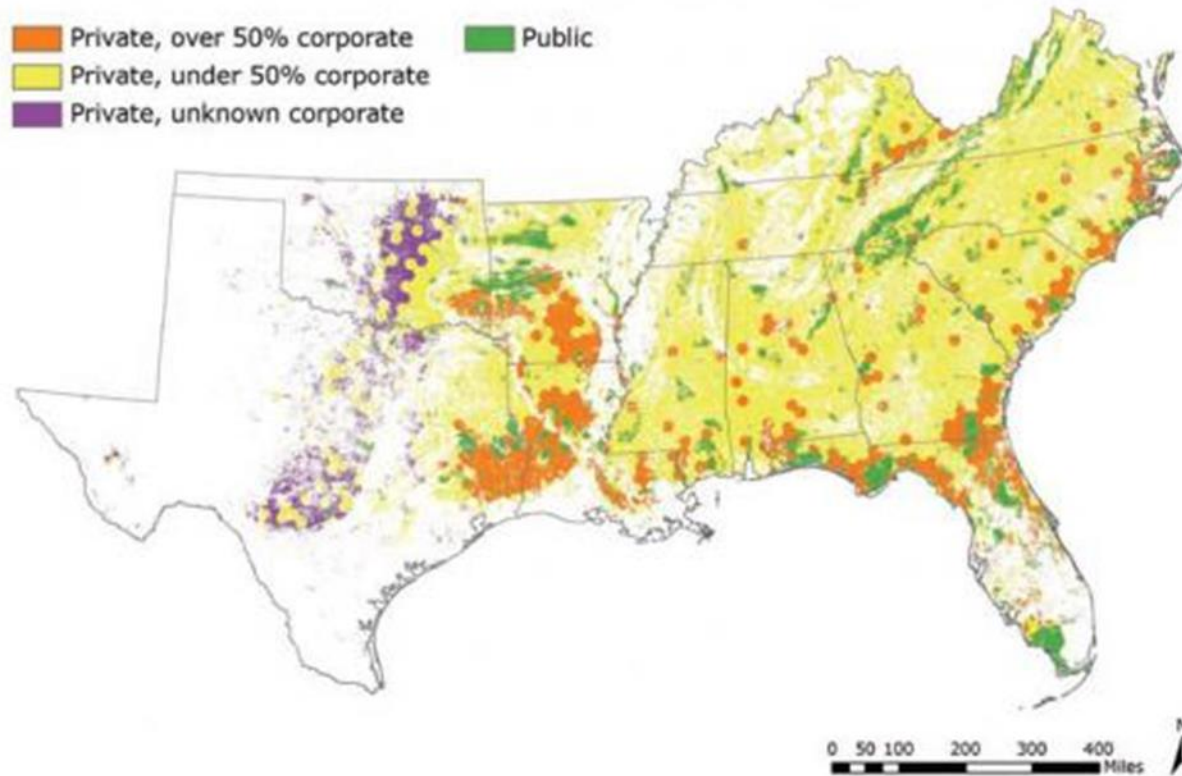 Private, over 50% corporate
Public
Private, under 50% corporate
Private, unknown corporate
0 50 100 200 300 400
Miles